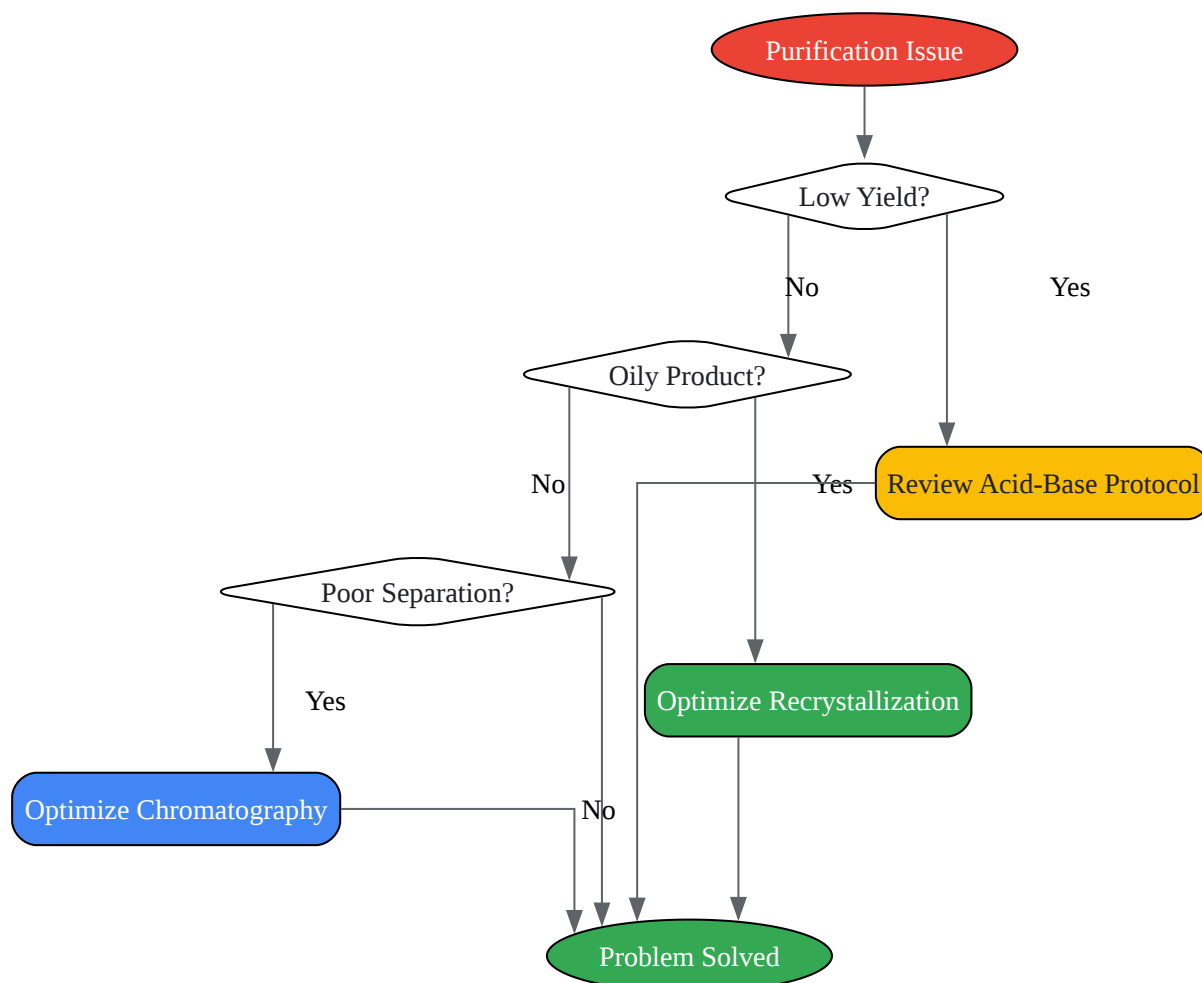 Purification Issue
Low Yield?
No
Yes
Oily Product?
No
Yes
Review Acid-Base Protocol
Poor Separation?
Yes
Optimize Recrystallization
Optimize Chromatography
No
Problem Solved